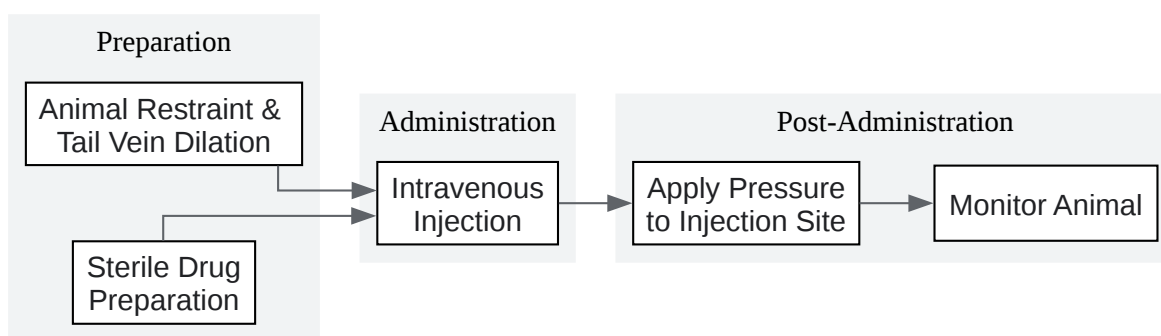 Preparation
Animal Restraint &
Tail Vein Dilation
Sterile Drug
Preparation
Administration
Intravenous
Injection
Post-Administration
Apply Pressure
to Injection Site
Monitor Animal